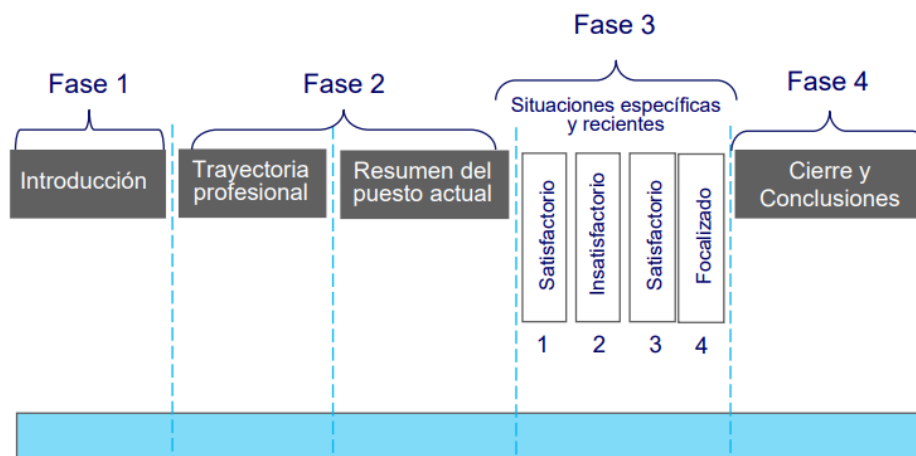 Fase 1
Fase 2
Fase 3
Fase 4
Situaciones específicas
y recientes
Introducción
Trayectoria
profesional
Resumen del
puesto actual
Satisfactorio
Insatisfactorio
Satisfactorio
Focalizado
1
2
3
4
Cierre y
Conclusiones